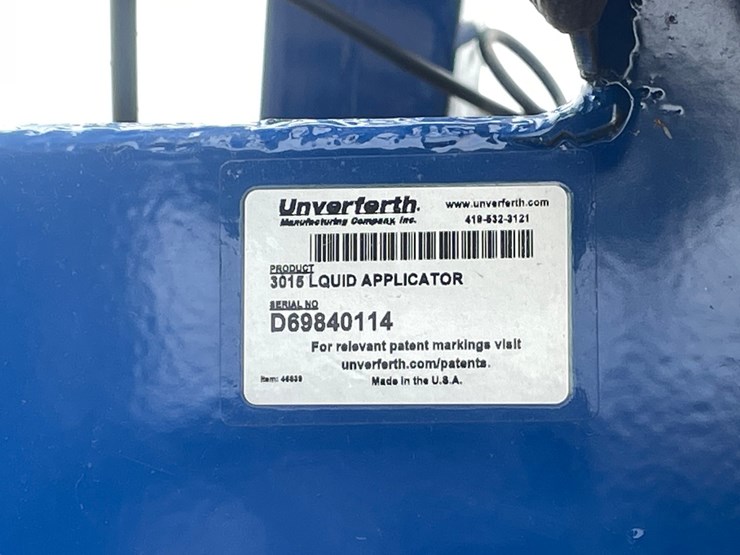 Unverferth.
Manufacturing Company, Inc.
www.unverferth.com
419-532-3121
PRODUCT
3015 LQUID APPLICATOR
SERIAL NO
D69840114
For relevant patent markings visit
unverferth.com/patents.
Made in the U.S.A.
Item: